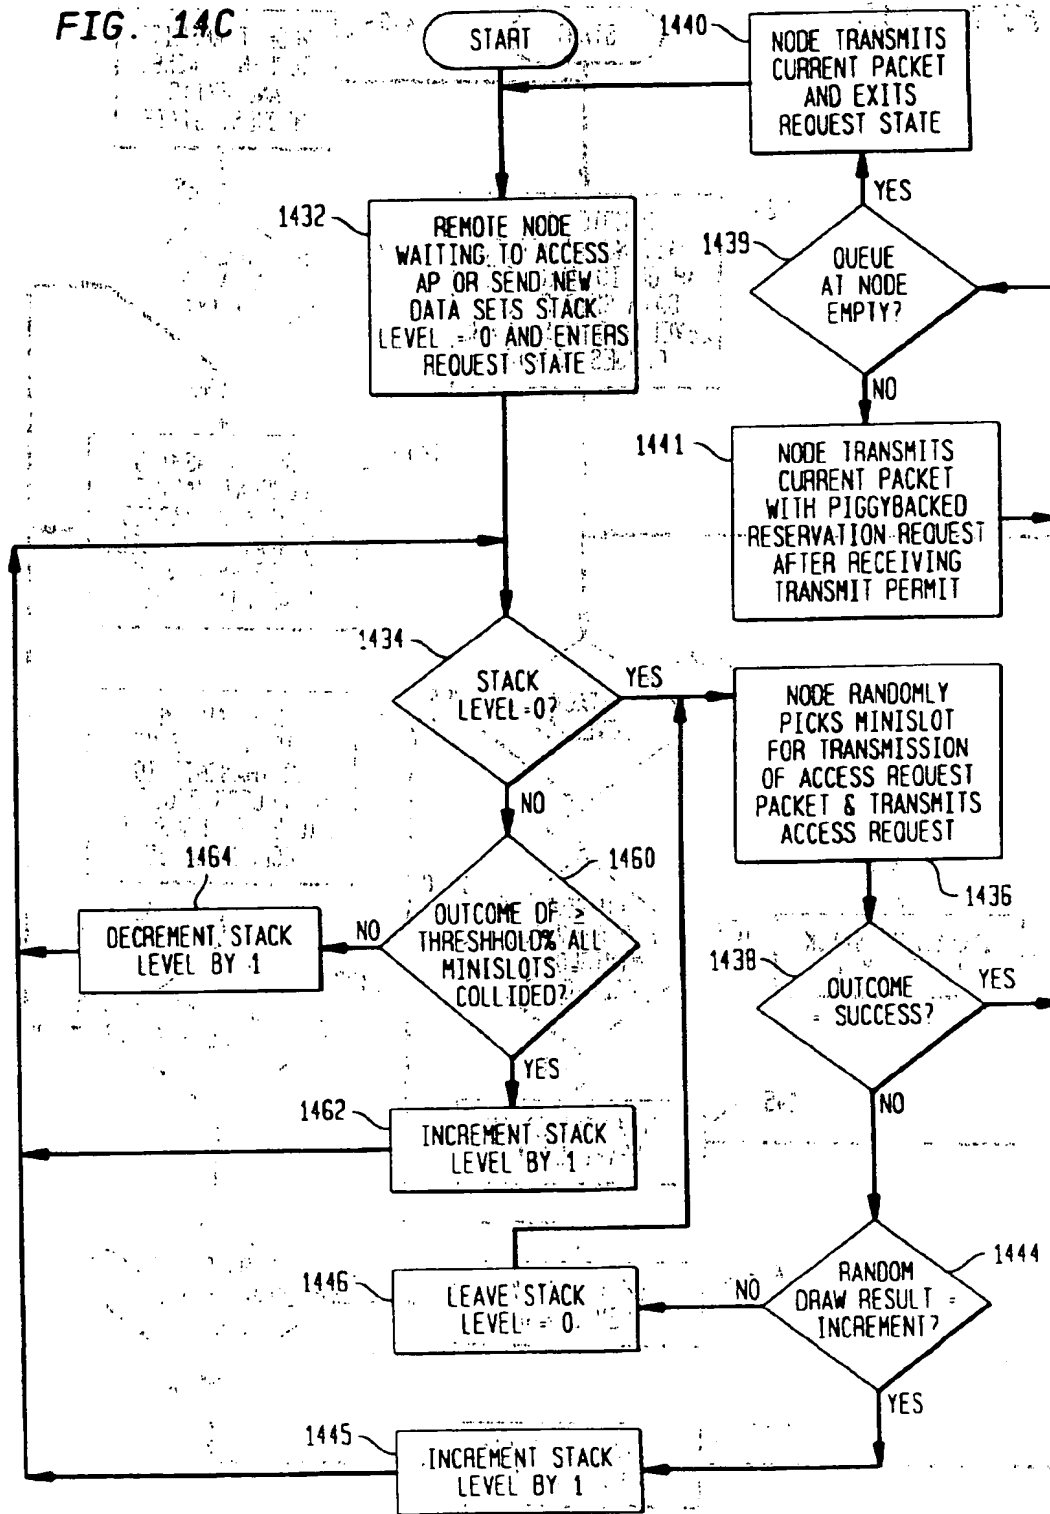 FIG. 14C
START
1440
NODE TRANSMITS
CURRENT PACKET
AND EXITS
REQUEST STATE
YES
1432
REMOTE NODE
WAITING TO ACCESS
AP OR SEND NEW
DATA SETS STACK
LEVEL = 0 AND ENTERS
REQUEST STATE
1439
QUEUE
AT NODE
EMPTY?
NO
1441
NODE TRANSMITS
CURRENT PACKET
WITH PIGGYBACKED
RESERVATION REQUEST
AFTER RECEIVING
TRANSMIT PERMIT
1434
STACK
LEVEL=0?
YES
NO
NODE RANDOMLY
PICKS MINISLOT
FOR TRANSMISSION
OF ACCESS REQUEST
PACKET & TRANSMITS
ACCESS REQUEST
1436
1464
DECREMENT STACK
LEVEL BY 1
NO
1460
OUTCOME OF ≥
THRESHHOLD% ALL
MINISLOTS =
COLLIDED?
YES
1438
OUTCOME
= SUCCESS?
YES
NO
1462
INCREMENT STACK
LEVEL BY 1
1446
LEAVE STACK
LEVEL = 0
NO
1444
RANDOM
DRAW RESULT =
INCREMENT?
YES
1445
INCREMENT STACK
LEVEL BY 1